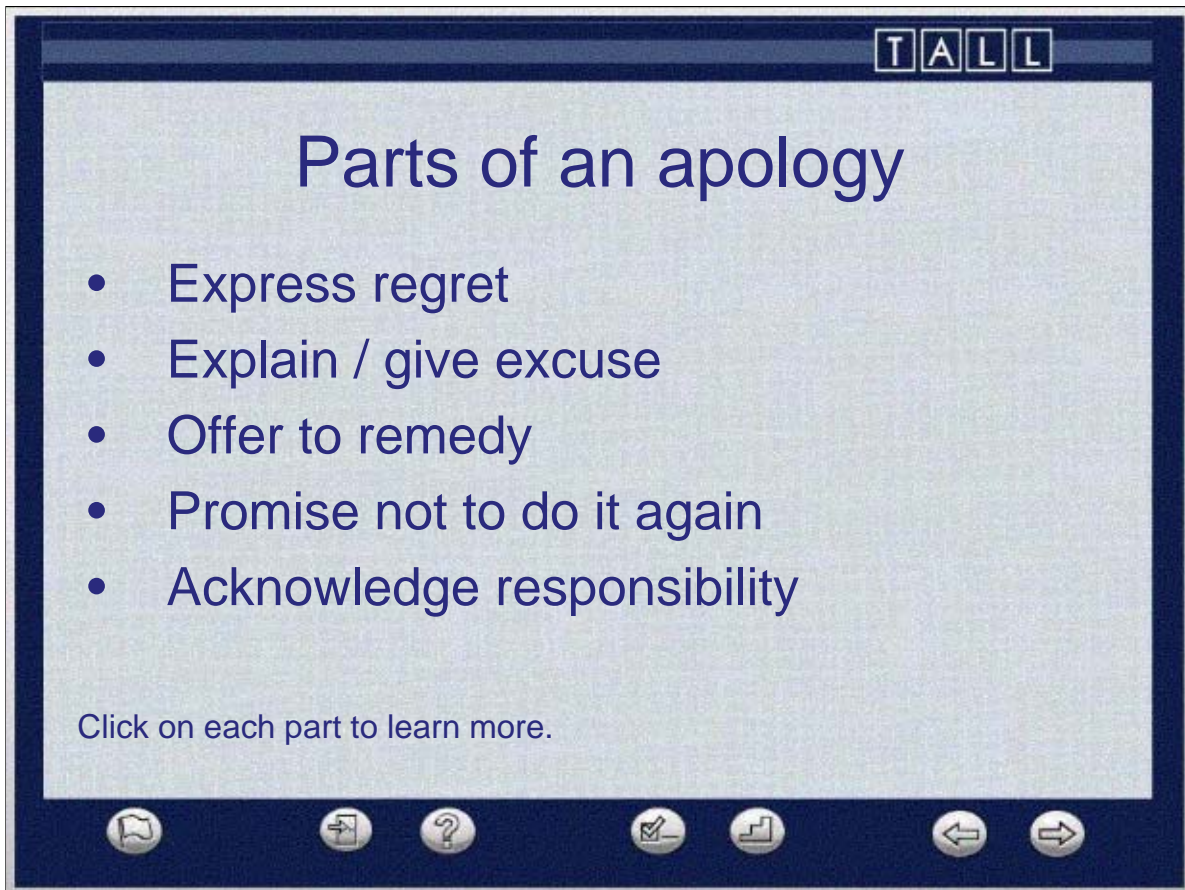 TALL
Parts of an apology
• Express regret
• Explain / give excuse
• Offer to remedy
• Promise not to do it again
• Acknowledge responsibility
Click on each part to learn more.
?